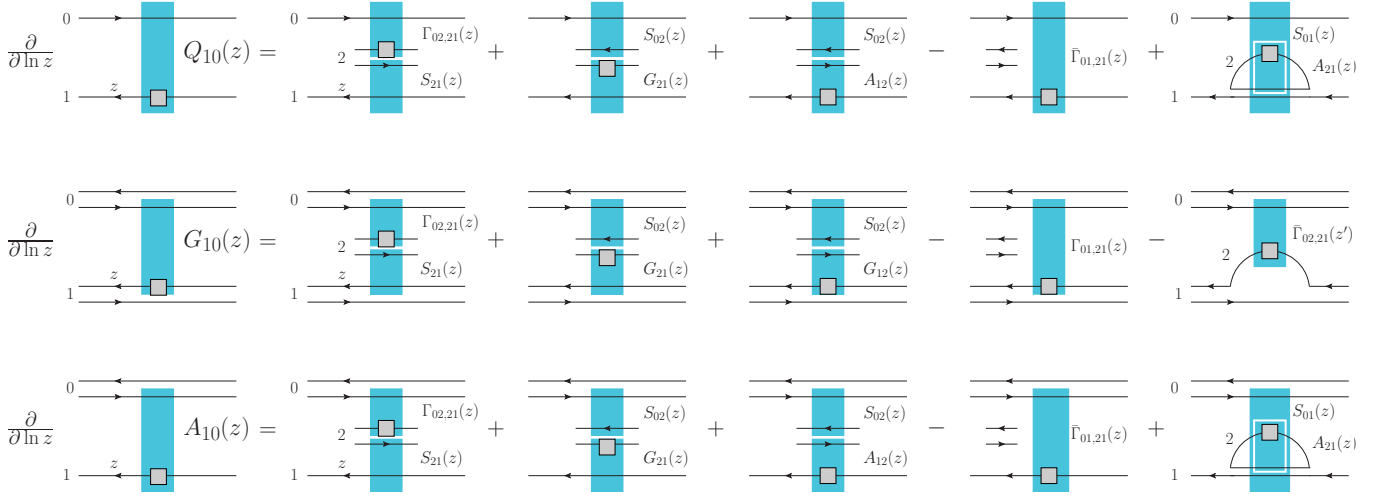 0 0 0
∂/∂ ln z Q₁₀(z) = 2 Γ₀₂,₂₁(z) S₂₁(z) + S₀₂(z) G₂₁(z) + S₀₂(z) A₁₂(z) − Γ̄₀₁,₂₁(z) + 2 S₀₁(z) A₂₁(z)
1 z 1 z 1
0 0 0
∂/∂ ln z G₁₀(z) = 2 Γ₀₂,₂₁(z) S₂₁(z) + S₀₂(z) G₂₁(z) + S₀₂(z) G₁₂(z) − Γ₀₁,₂₁(z) − 2 Γ̄₀₂,₂₁(z′)
1 z 1 z 1
0 0 0
∂/∂ ln z A₁₀(z) = 2 Γ₀₂,₂₁(z) S₂₁(z) + S₀₂(z) G₂₁(z) + S₀₂(z) A₁₂(z) − Γ̄₀₁,₂₁(z) + 2 S₀₁(z) A₂₁(z)
1 z 1 z 1